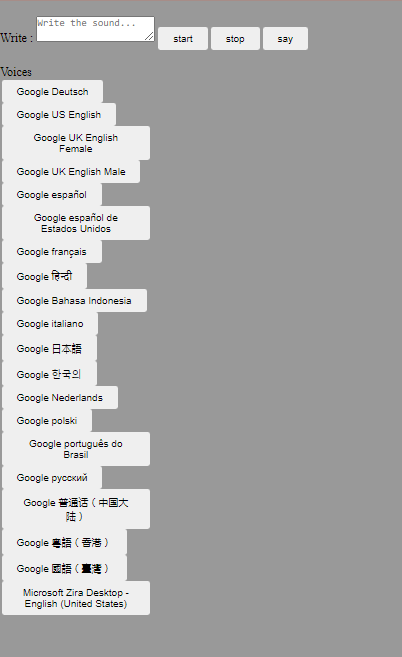 Write : Write the sound... start stop say
Voices
Google Deutsch
Google US English
Google UK English
Female
Google UK English Male
Google español
Google español de
Estados Unidos
Google français
Google हिन्दी
Google Bahasa Indonesia
Google italiano
Google 日本語
Google 한국의
Google Nederlands
Google polski
Google português do
Brasil
Google русский
Google 普通话（中国大
陆）
Google 粤語（香港）
Google 國語（臺灣）
Microsoft Zira Desktop -
English (United States)